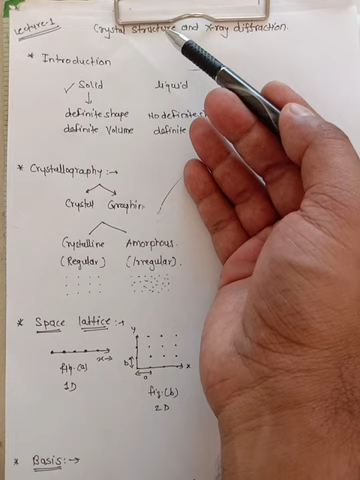 Lecture-1
Crystal structure and X-ray diffraction.
* Introduction
✓ Solid liquid
definite shape No definite
definite Volume definite
* Crystallography :→
Crystal Graphing
Crystalline Amorphous.
(Regular) (Irregular).
* Space lattice :→
y
b
a
x
x→
fig.(a)
1D
fig.(b)
2D
* Basis :→